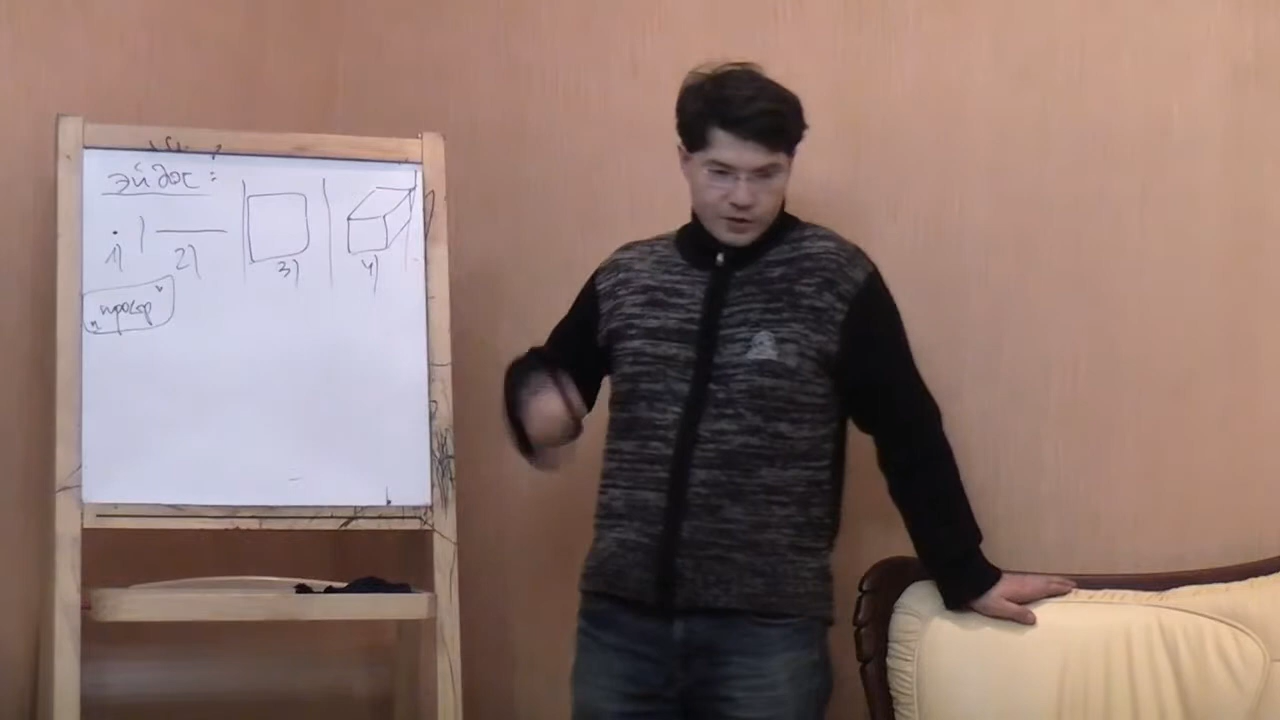 эйдос:
1) 2) 3) 4)
"простр"